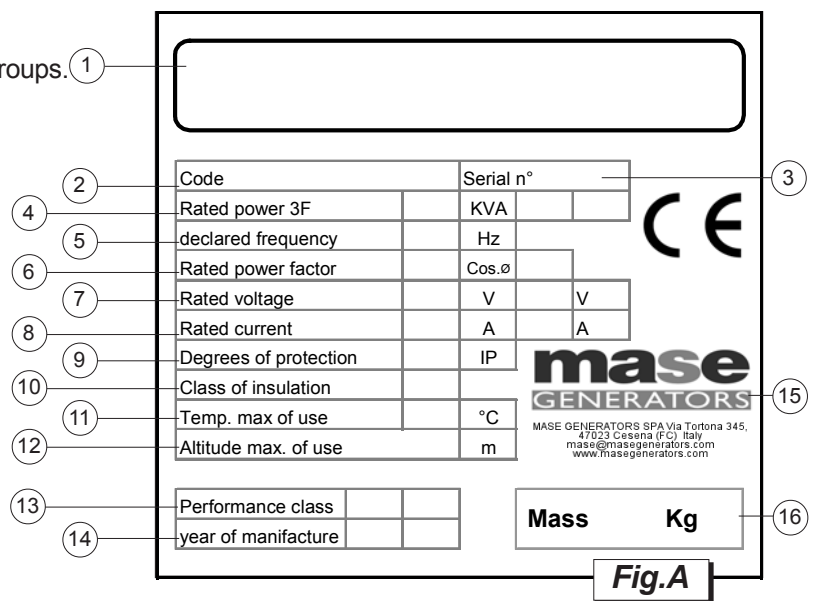 roups. 1
2 Code Serial n° 3
4 Rated power 3F KVA
5 declared frequency Hz
6 Rated power factor Cos.ø
7 Rated voltage V V
8 Rated current A A
9 Degrees of protection IP
10 Class of insulation
11 Temp. max of use °C
12 Altitude max. of use m
CE
mase
GENERATORS 15
MASE GENERATORS SPA Via Tortona 345,
47023 Cesena (FC) Italy
mase@masegenerators.com
www.masegenerators.com
13 Performance class
14 year of manifacture
Mass Kg 16
Fig.A